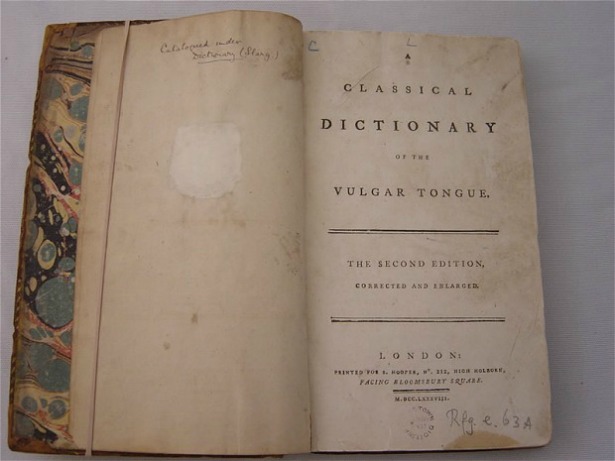 Catalogued under
Dictionary (Slang.)
C L
A
CLASSICAL
DICTIONARY
OF THE
VULGAR TONGUE.
THE SECOND EDITION,
CORRECTED AND ENLARGED.
LONDON:
PRINTED FOR S. HOOPER, Nº. 212, HIGH HOLBORN,
FACING BLOOMSBURY SQUARE.
M.DCC.LXXXVIII.
Rfg e. 63A